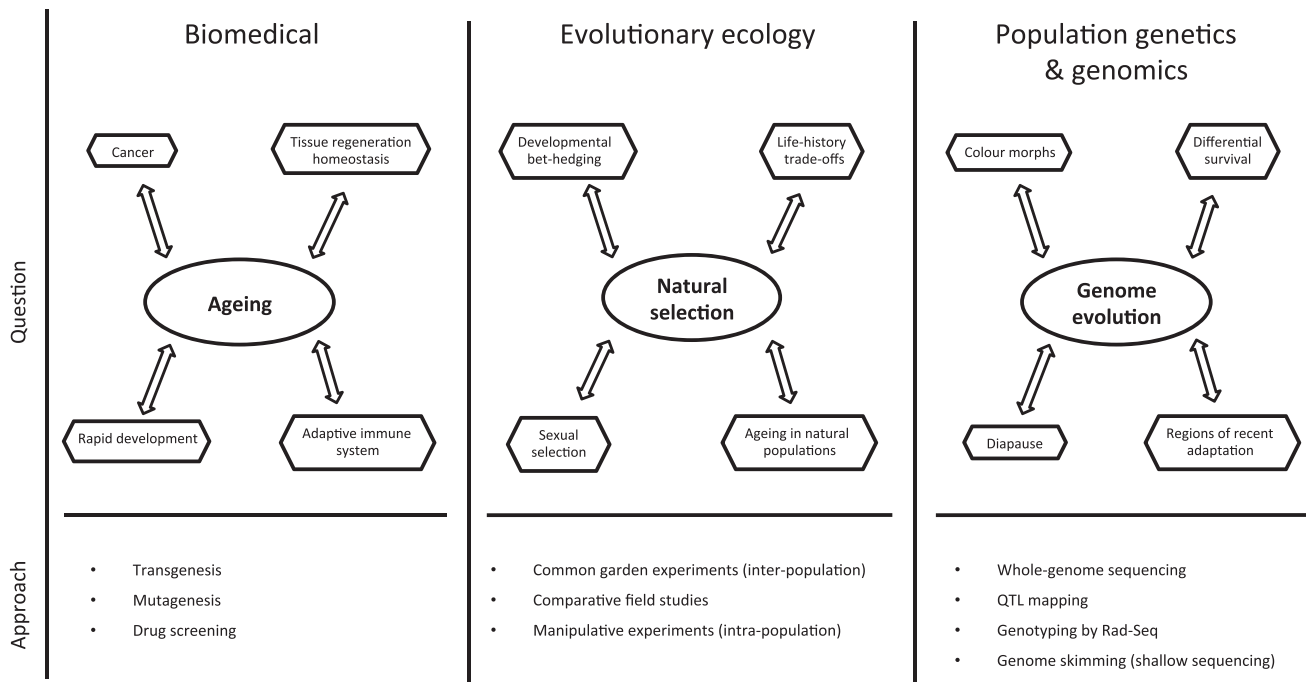 Biomedical
Cancer
Tissue regeneration
homeostasis
Ageing
Rapid development
Adaptive immune
system
Evolutionary ecology
Developmental
bet-hedging
Life-history
trade-offs
Natural
selection
Sexual
selection
Ageing in natural
populations
Population genetics
& genomics
Colour morphs
Differential
survival
Genome
evolution
Diapause
Regions of recent
adaptation
Question
Approach
• Transgenesis
• Mutagenesis
• Drug screening
• Common garden experiments (inter-population)
• Comparative field studies
• Manipulative experiments (intra-population)
• Whole-genome sequencing
• QTL mapping
• Genotyping by Rad-Seq
• Genome skimming (shallow sequencing)